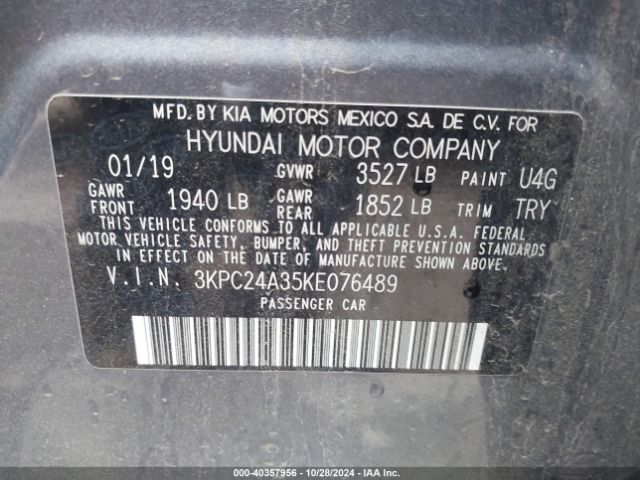 MFD. BY KIA MOTORS MEXICO S.A. DE C.V. FOR
HYUNDAI MOTOR COMPANY
01/19 GVWR 3527 LB PAINT U4G
GAWR FRONT 1940 LB GAWR REAR 1852 LB TRIM TRY
THIS VEHICLE CONFORMS TO ALL APPLICABLE U.S.A. FEDERAL
MOTOR VEHICLE SAFETY, BUMPER, AND THEFT PREVENTION STANDARDS
IN EFFECT ON THE DATE OF MANUFACTURE SHOWN ABOVE.
V.I.N. 3KPC24A35KE076489
PASSENGER CAR
000-40357956 | 10/28/2024 | IAA Inc.